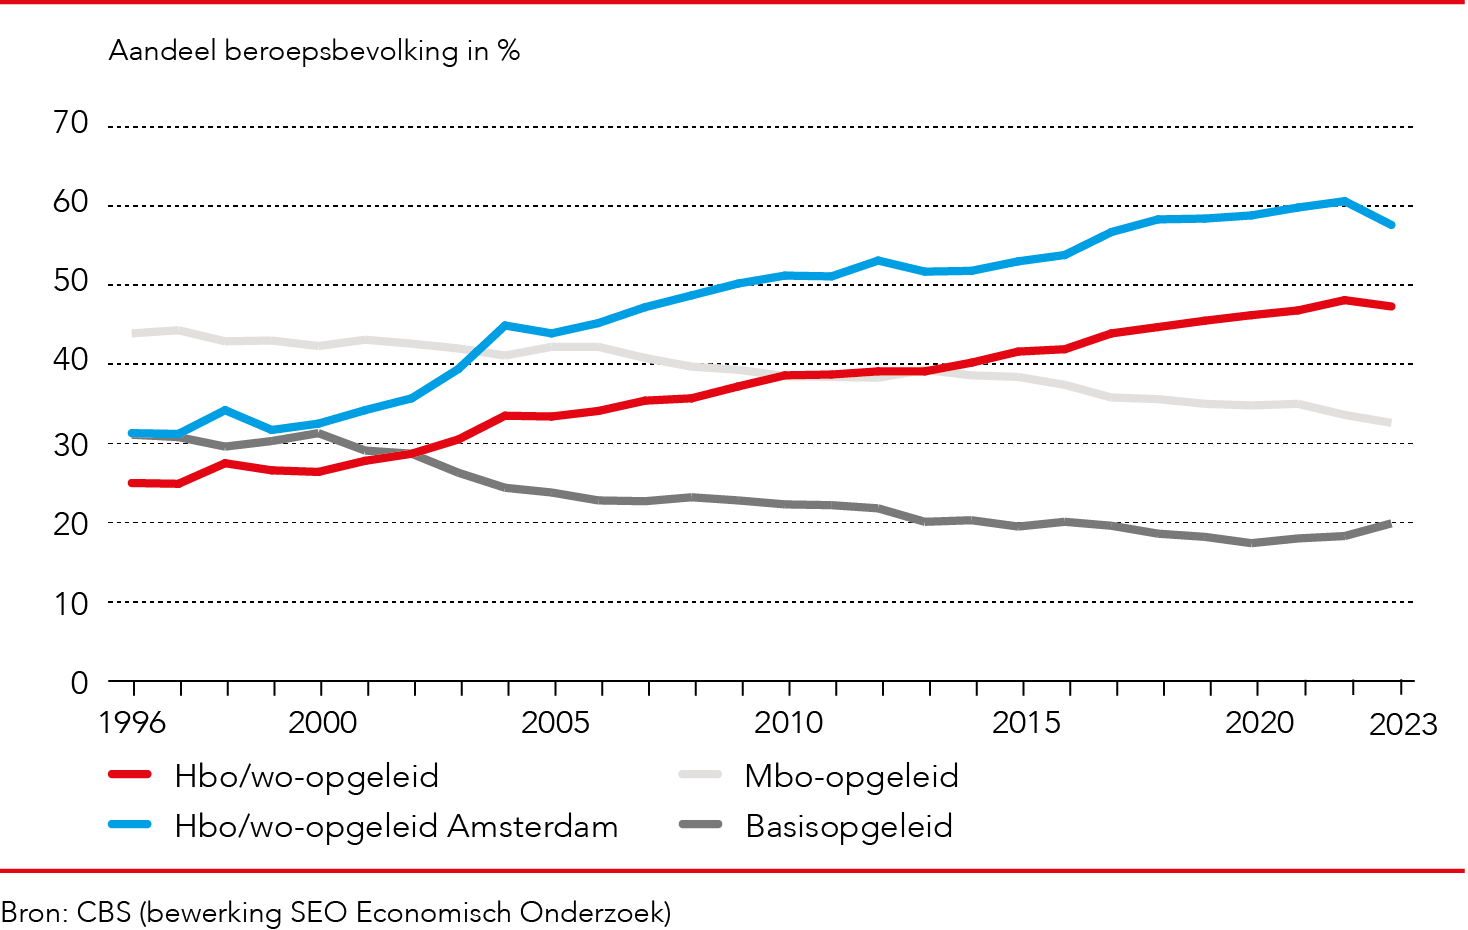 Aandeel beroepsbevolking in %
70
60
50
40
30
20
10
0
1996 2000 2005 2010 2015 2020 2023
Hbo/wo-opgeleid Mbo-opgeleid
Hbo/wo-opgeleid Amsterdam Basisopgeleid
Bron: CBS (bewerking SEO Economisch Onderzoek)